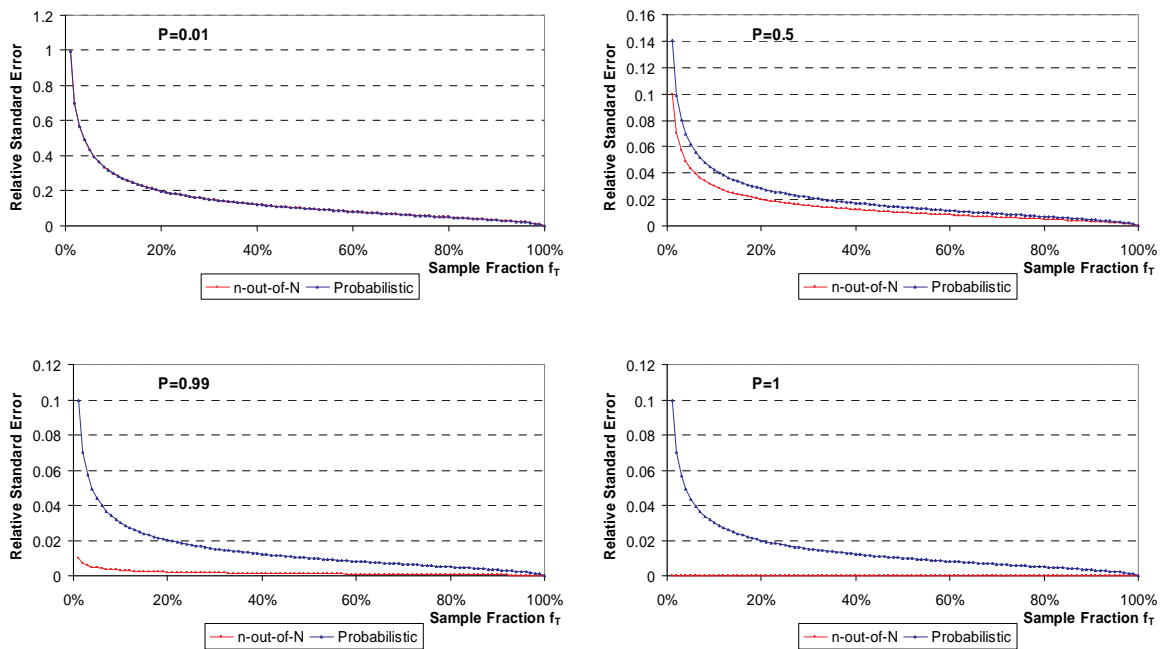 P=0.01
Relative Standard Error
1.2
1
0.8
0.6
0.4
0.2
0
0% 20% 40% 60% 80% 100%
Sample Fraction fT
n-out-of-N Probabilistic
P=0.5
Relative Standard Error
0.16
0.14
0.12
0.1
0.08
0.06
0.04
0.02
0
0% 20% 40% 60% 80% 100%
Sample Fraction fT
n-out-of-N Probabilistic
P=0.99
Relative Standard Error
0.12
0.1
0.08
0.06
0.04
0.02
0
0% 20% 40% 60% 80% 100%
Sample Fraction fT
n-out-of-N Probabilistic
P=1
Relative Standard Error
0.12
0.1
0.08
0.06
0.04
0.02
0
0% 20% 40% 60% 80% 100%
Sample Fraction fT
n-out-of-N Probabilistic